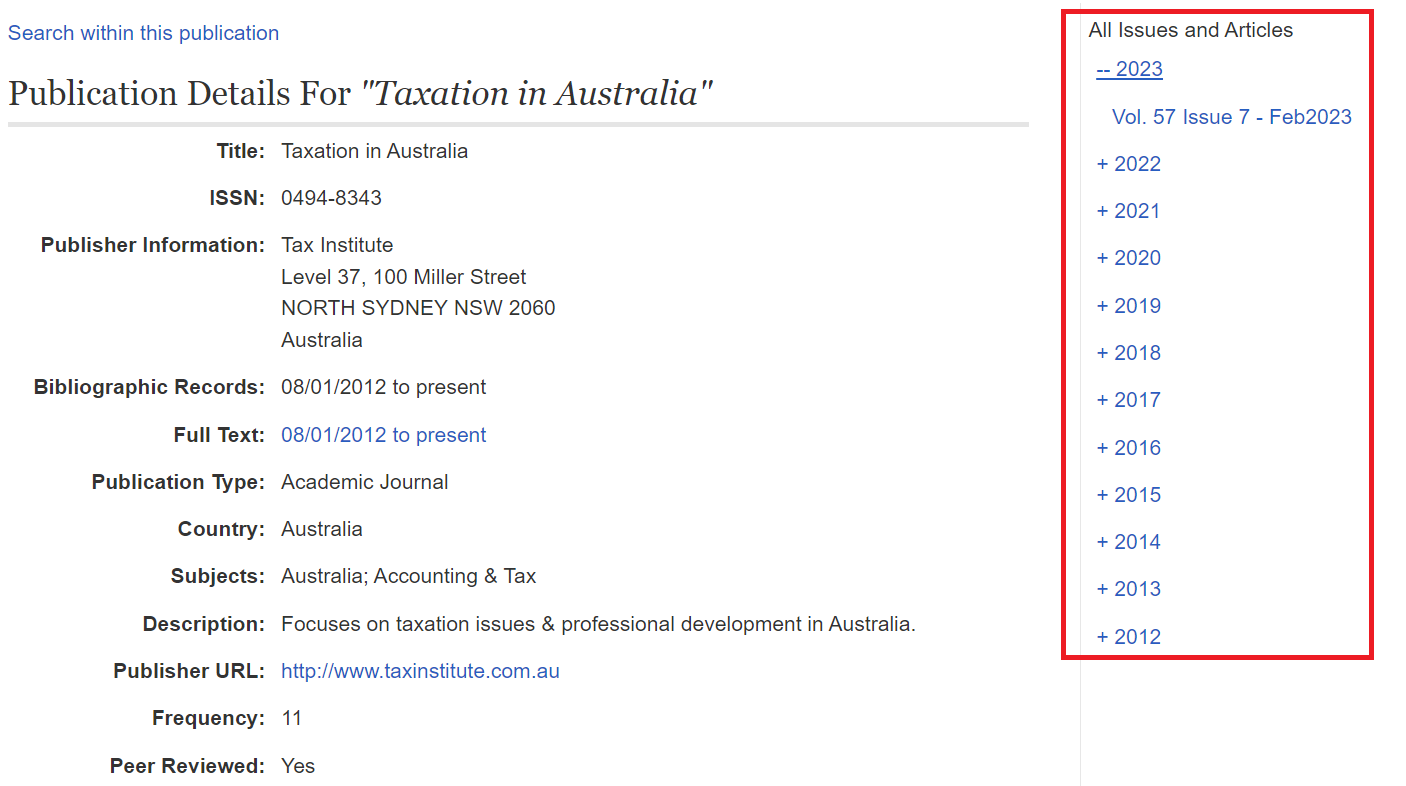 Search within this publication
Publication Details For "Taxation in Australia"
Title: Taxation in Australia
ISSN: 0494-8343
Publisher Information: Tax Institute
Level 37, 100 Miller Street
NORTH SYDNEY NSW 2060
Australia
Bibliographic Records: 08/01/2012 to present
Full Text: 08/01/2012 to present
Publication Type: Academic Journal
Country: Australia
Subjects: Australia; Accounting & Tax
Description: Focuses on taxation issues & professional development in Australia.
Publisher URL: http://www.taxinstitute.com.au
Frequency: 11
Peer Reviewed: Yes
All Issues and Articles
-- 2023
Vol. 57 Issue 7 - Feb2023
+ 2022
+ 2021
+ 2020
+ 2019
+ 2018
+ 2017
+ 2016
+ 2015
+ 2014
+ 2013
+ 2012